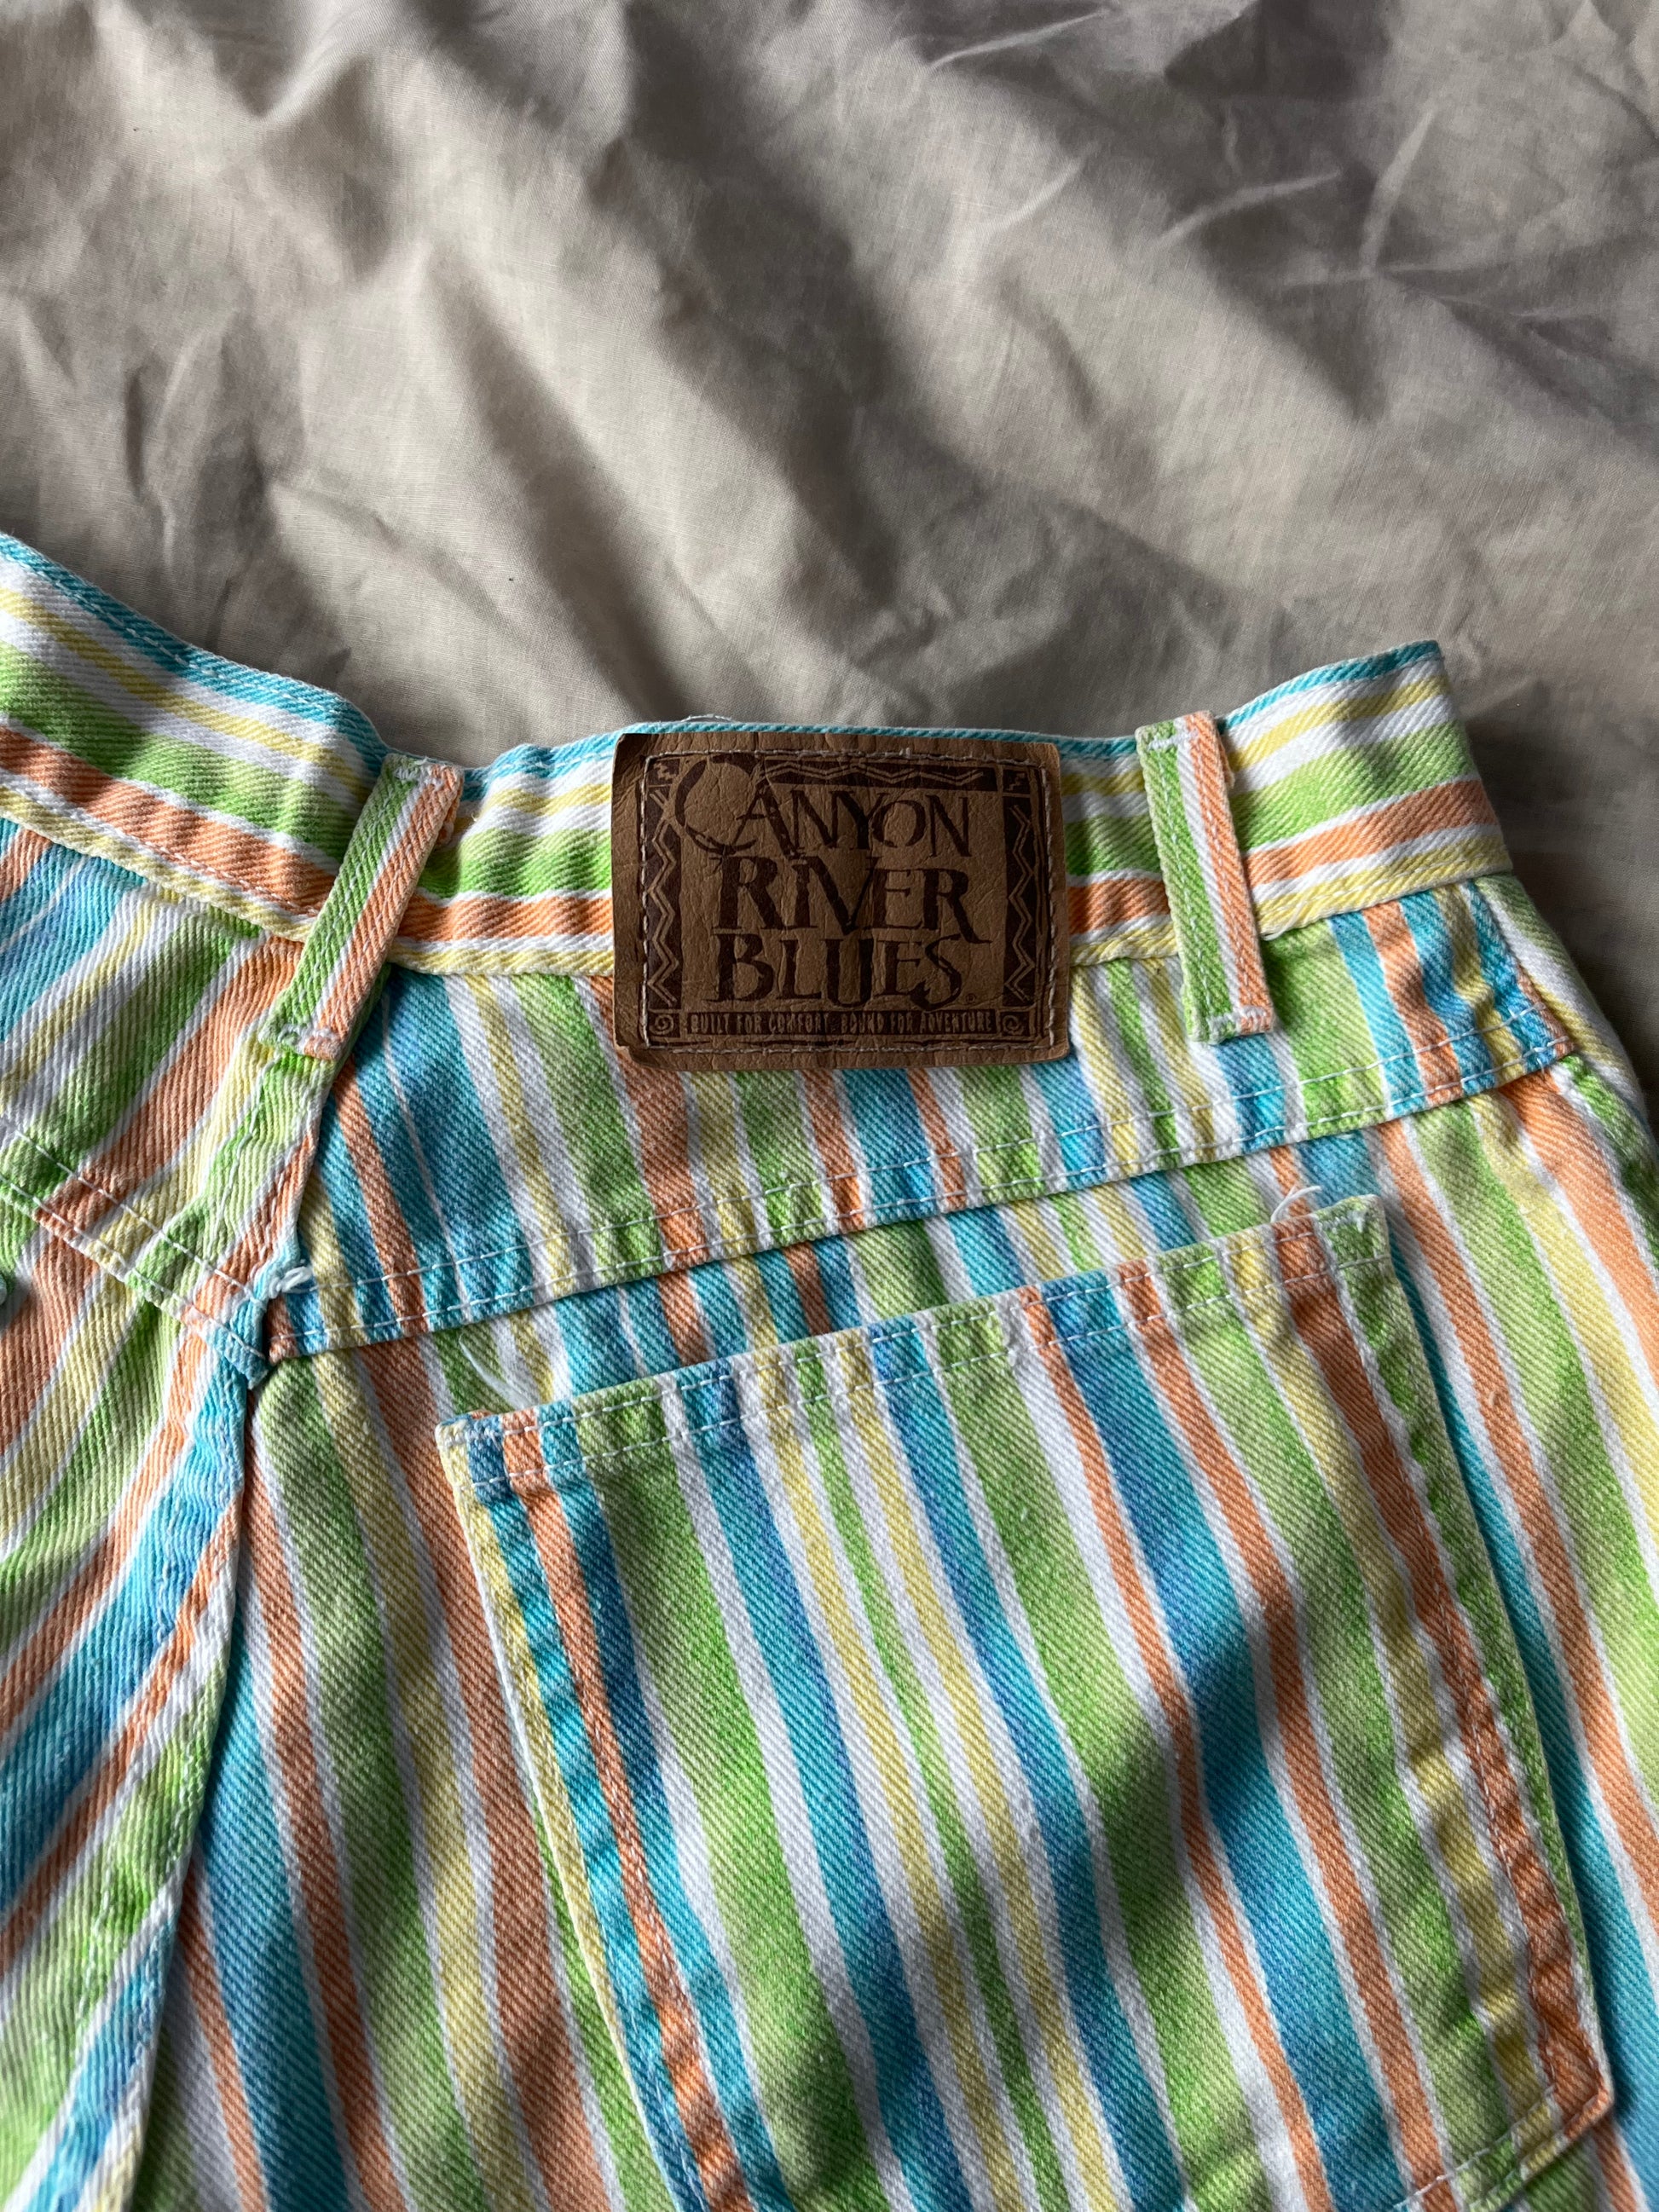 CANYON
RIVER
BLUES®
BUILT FOR COMFORT. BOUND FOR ADVENTURE